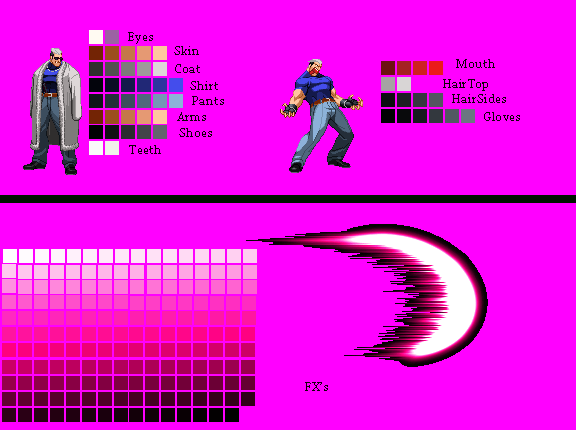 Eyes
Skin
Coat
Shirt
Pants
Arms
Shoes
Teeth
Mouth
Hair Top
HairSides
Gloves
FX's